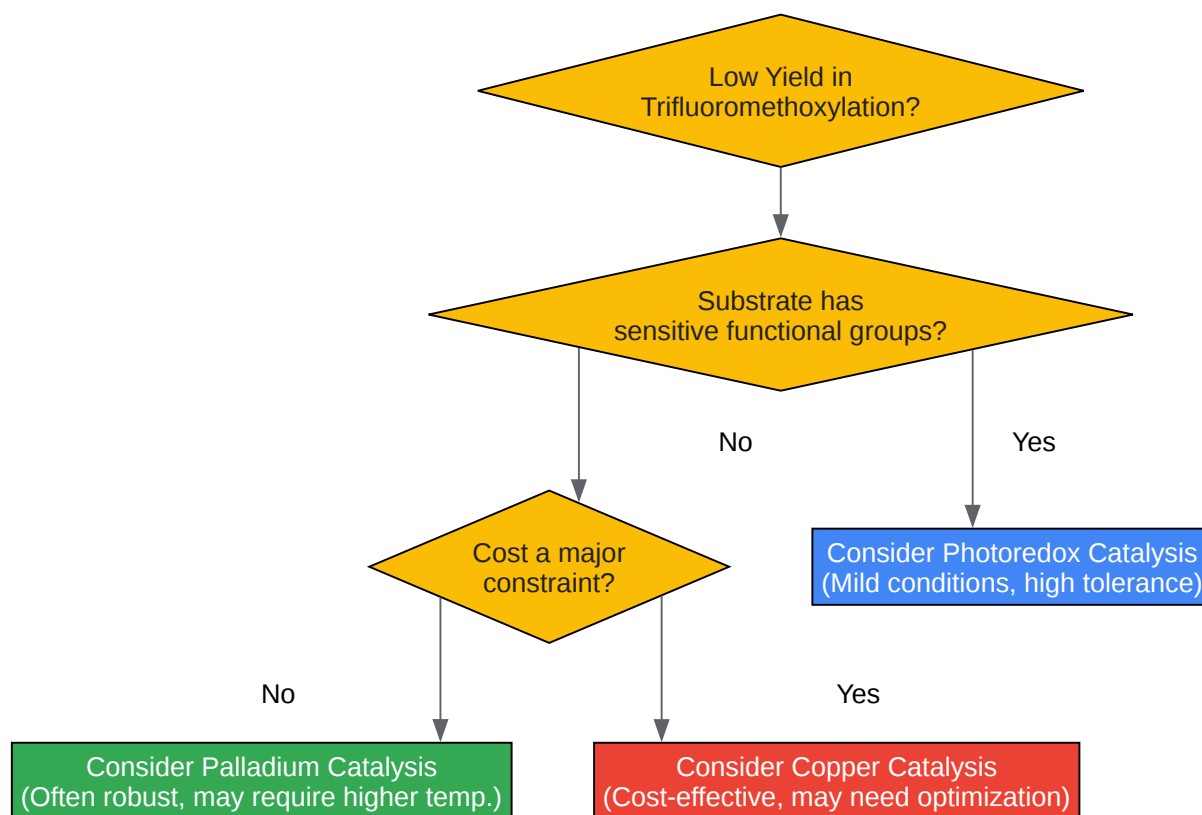 Low Yield in
Trifluoromethoxylation?
Substrate has
sensitive functional groups?
No
Yes
Cost a major
constraint?
Consider Photoredox Catalysis
(Mild conditions, high tolerance)
No
Yes
Consider Palladium Catalysis
(Often robust, may require higher temp.)
Consider Copper Catalysis
(Cost-effective, may need optimization)